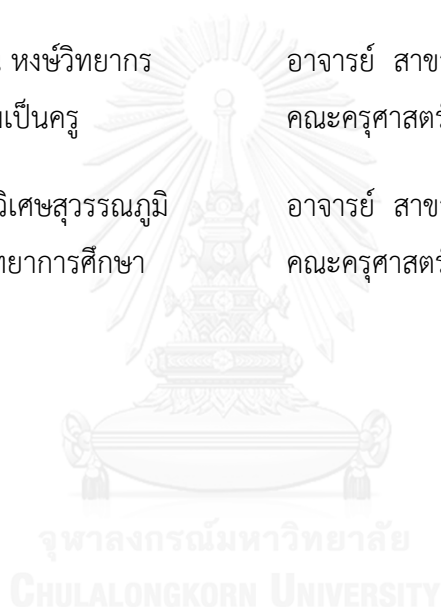 หงษ์วิทยากร อาจารย์ สาขา
เป็นครู คณะครุศาสตร์
วิเศษสุวรรณภูมิ อาจารย์ สาขา
ทยาการศึกษา คณะครุศาสตร์
จุฬาลงกรณ์มหาวิทยาลัย
CHULALONGKORN UNIVERSITY